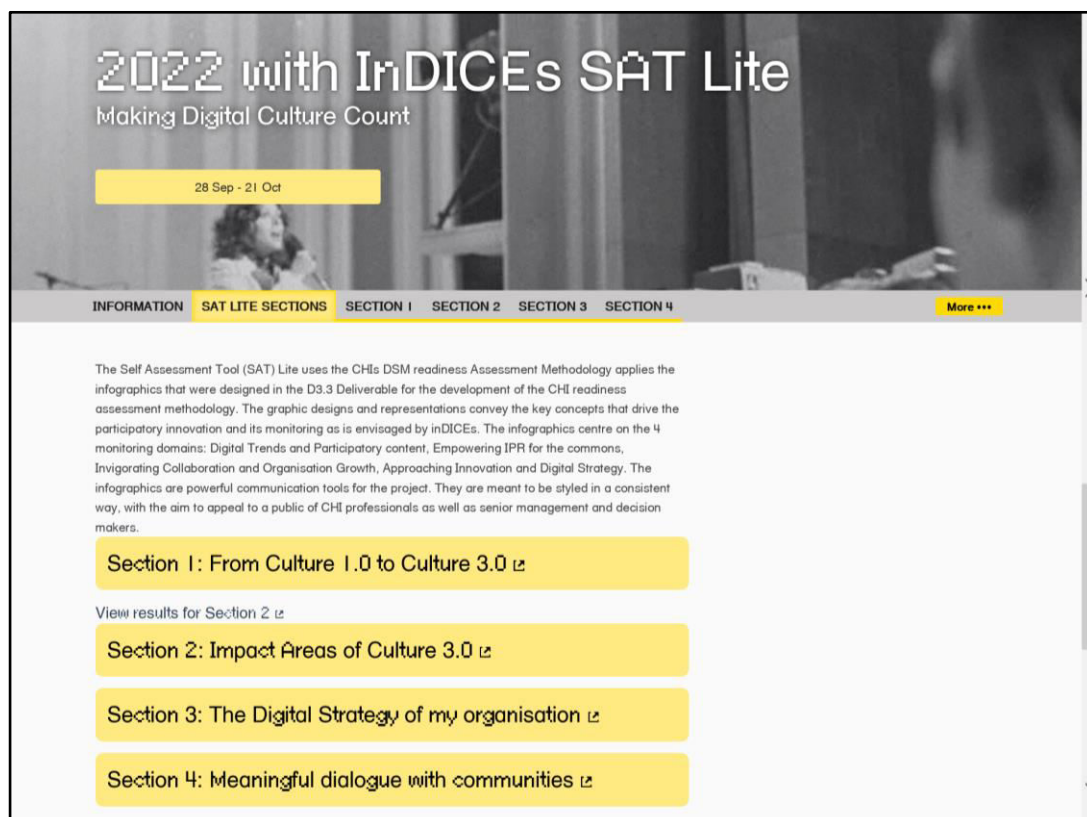 2022 with InDICEs SAT Lite
Making Digital Culture Count
28 Sep - 21 Oct
INFORMATION SAT LITE SECTIONS SECTION 1 SECTION 2 SECTION 3 SECTION 4 More •••
The Self Assessment Tool (SAT) Lite uses the CHIs DSM readiness Assessment Methodology applies the
infographics that were designed in the D3.3 Deliverable for the development of the CHI readiness
assessment methodology. The graphic designs and representations convey the key concepts that drive the
participatory innovation and its monitoring as is envisaged by inDICEs. The infographics centre on the 4
monitoring domains: Digital Trends and Participatory content, Empowering IPR for the commons,
Invigorating Collaboration and Organisation Growth, Approaching Innovation and Digital Strategy. The
infographics are powerful communication tools for the project. They are meant to be styled in a consistent
way, with the aim to appeal to a public of CHI professionals as well as senior management and decision
makers.
Section 1: From Culture 1.0 to Culture 3.0
View results for Section 2
Section 2: Impact Areas of Culture 3.0
Section 3: The Digital Strategy of my organisation
Section 4: Meaningful dialogue with communities